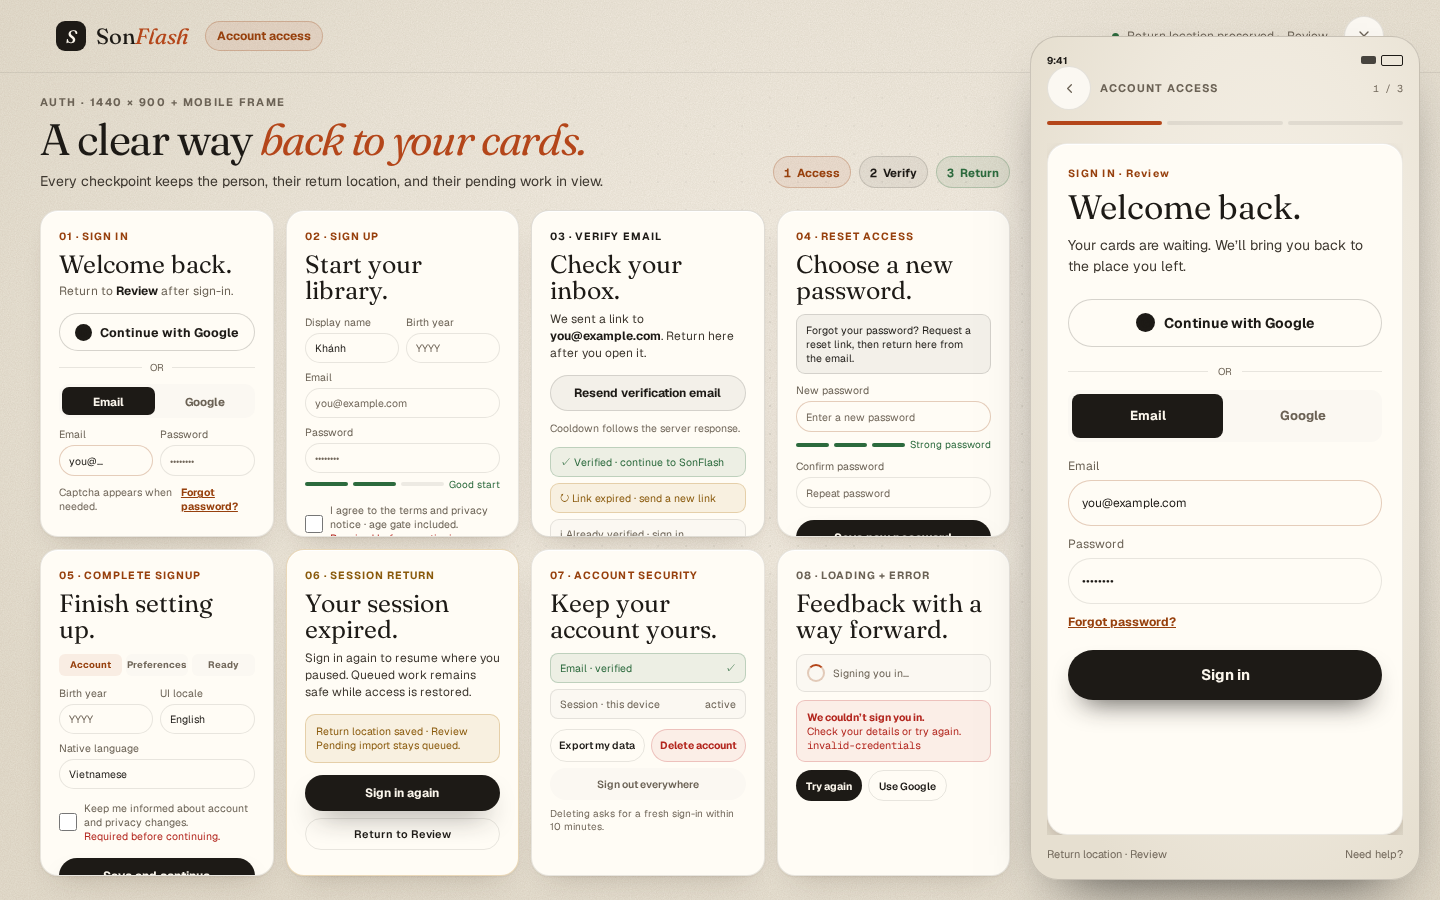 S SonFlash Account access
Return location preserved · Review
AUTH · 1440 × 900 + MOBILE FRAME
A clear way back to your cards.
Every checkpoint keeps the person, their return location, and their pending work in view.
1 Access 2 Verify 3 Return
01 · SIGN IN
Welcome back.
Return to Review after sign-in.
Continue with Google
OR
Email Google
Email Password
you@… ••••••••
Captcha appears when needed.
Forgot password?
02 · SIGN UP
Start your
library.
Display name Birth year
Khánh YYYY
Email
you@example.com
Password
••••••••
Good start
I agree to the terms and privacy
notice · age gate included.
03 · VERIFY EMAIL
Check your
inbox.
We sent a link to
you@example.com. Return here
after you open it.
Resend verification email
Cooldown follows the server response.
✓ Verified · continue to SonFlash
↻ Link expired · send a new link
i Already verified · sign in
04 · RESET ACCESS
Choose a new
password.
Forgot your password? Request a
reset link, then return here from
the email.
New password
Enter a new password
Strong password
Confirm password
Repeat password
Save new password
05 · COMPLETE SIGNUP
Finish setting
up.
Account Preferences Ready
Birth year UI locale
YYYY English
Native language
Vietnamese
Keep me informed about account
and privacy changes.
Required before continuing.
Save and continue
06 · SESSION RETURN
Your session
expired.
Sign in again to resume where you
paused. Queued work remains
safe while access is restored.
Return location saved · Review
Pending import stays queued.
Sign in again
Return to Review
07 · ACCOUNT SECURITY
Keep your
account yours.
Email · verified ✓
Session · this device active
Export my data Delete account
Sign out everywhere
Deleting asks for a fresh sign-in within
10 minutes.
08 · LOADING + ERROR
Feedback with a
way forward.
Signing you in…
We couldn't sign you in.
Check your details or try again.
invalid-credentials
Try again Use Google
9:41
ACCOUNT ACCESS 1 / 3
SIGN IN · Review
Welcome back.
Your cards are waiting. We'll bring you back to
the place you left.
Continue with Google
OR
Email Google
Email
you@example.com
Password
••••••••
Forgot password?
Sign in
Return location · Review Need help?